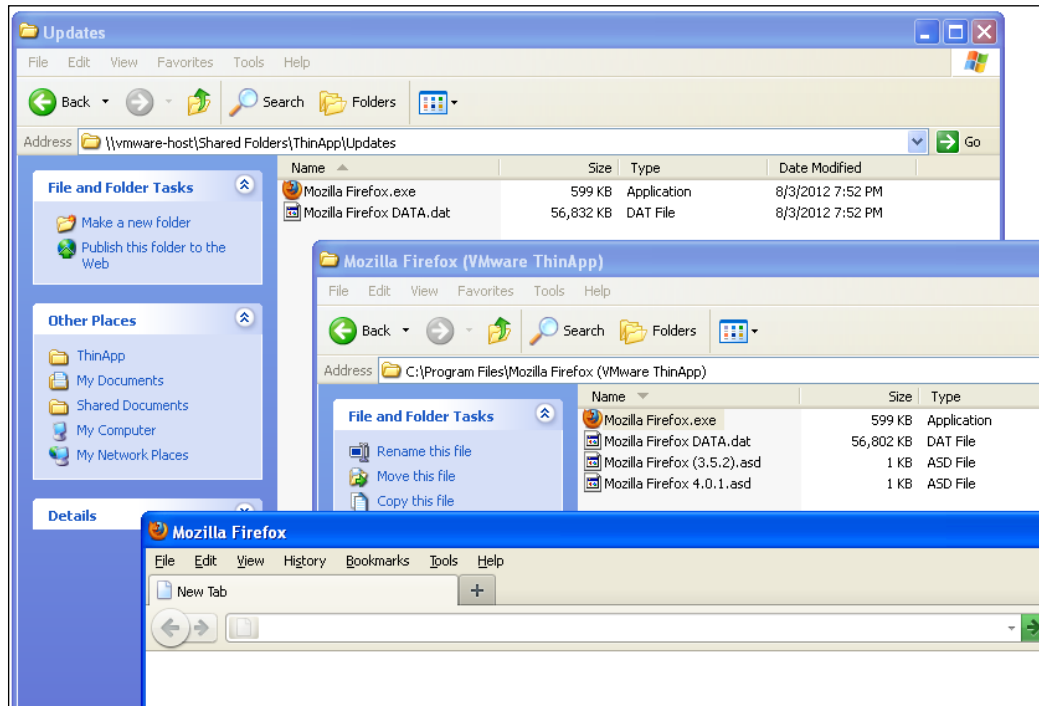 Updates
File Edit View Favorites Tools Help
Back Search Folders
Address \\vmware-host\Shared Folders\ThinApp\Updates Go
Name Size Type Date Modified
Mozilla Firefox.exe 599 KB Application 8/3/2012 7:52 PM
Mozilla Firefox DATA.dat 56,832 KB DAT File 8/3/2012 7:52 PM
File and Folder Tasks
Make a new folder
Publish this folder to the
Web
Other Places
ThinApp
My Documents
Shared Documents
My Computer
My Network Places
Details
Mozilla Firefox (VMware ThinApp)
File Edit View Favorites Tools Help
Back Search Folders
Address C:\Program Files\Mozilla Firefox (VMware ThinApp)
Name Size Type
Mozilla Firefox.exe 599 KB Application
Mozilla Firefox DATA.dat 56,802 KB DAT File
Mozilla Firefox (3.5.2).asd 1 KB ASD File
Mozilla Firefox 4.0.1.asd 1 KB ASD File
File and Folder Tasks
Rename this file
Move this file
Copy this file
Mozilla Firefox
File Edit View History Bookmarks Tools Help
New Tab +